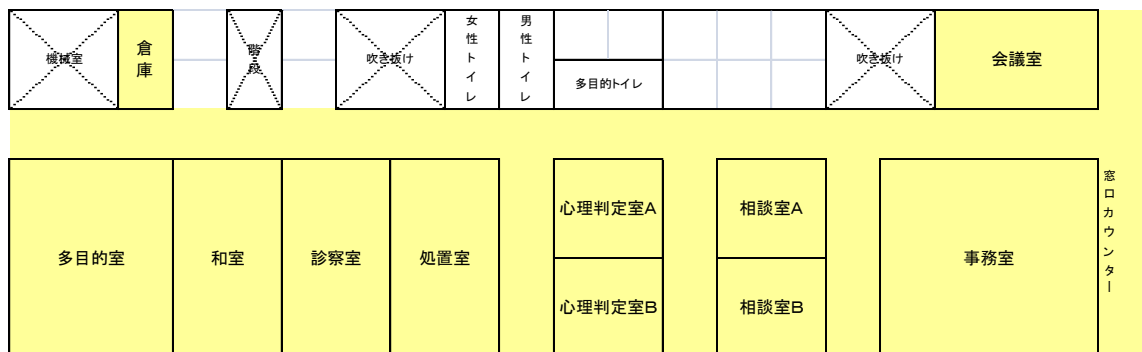 機械室
倉庫
階段
吹き抜け
女性トイレ
男性トイレ
多目的トイレ
吹き抜け
会議室
多目的室
和室
診察室
処置室
心理判定室A
心理判定室B
相談室A
相談室B
事務室
窓口カウンター